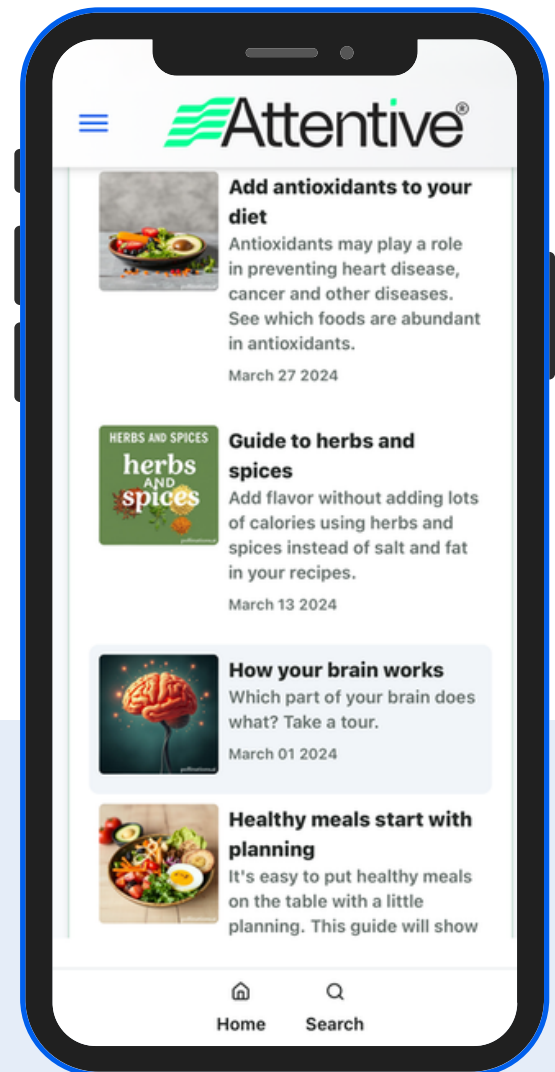 Attentive®
Add antioxidants to your
diet
Antioxidants may play a role
in preventing heart disease,
cancer and other diseases.
See which foods are abundant
in antioxidants.
March 27 2024
HERBS AND SPICES
herbs
AND
spices
Guide to herbs and
spices
Add flavor without adding lots
of calories using herbs and
spices instead of salt and fat
in your recipes.
March 13 2024
How your brain works
Which part of your brain does
what? Take a tour.
March 01 2024
Healthy meals start with
planning
It's easy to put healthy meals
on the table with a little
planning. This guide will show
Home
Search